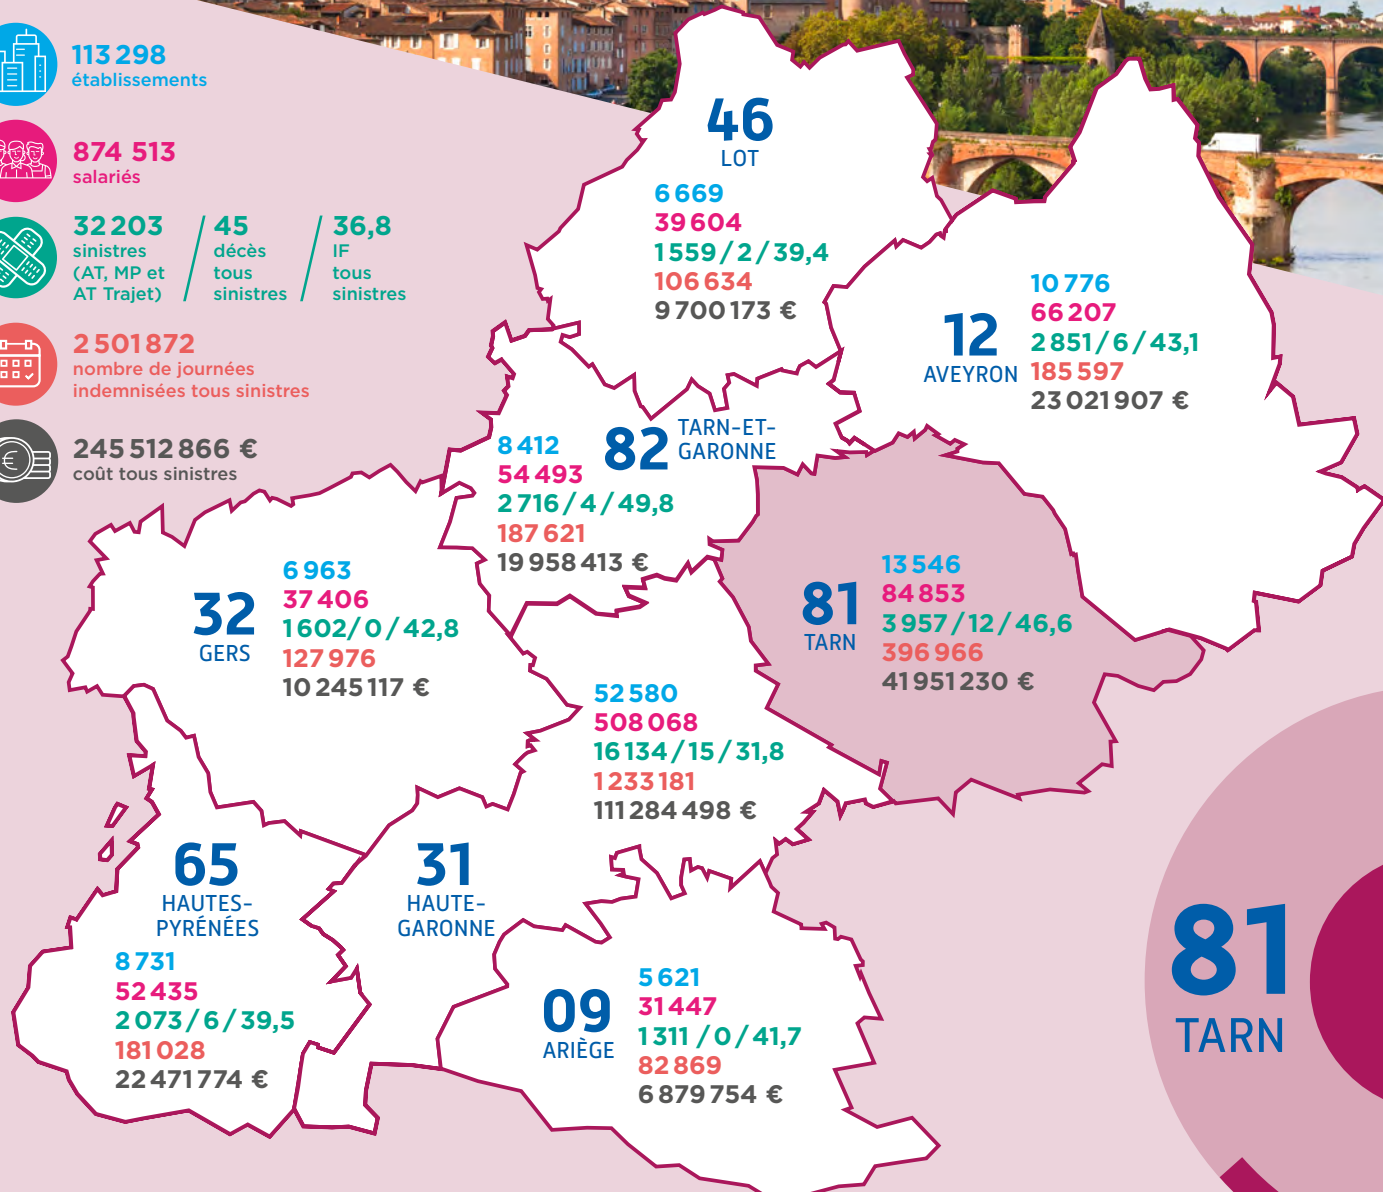 113 298
établissements
874 513
salariés
32 203
sinistres
(AT, MP et
AT Trajet)
45
décès
tous
sinistres
36,8
IF
tous
sinistres
2 501 872
nombre de journées
indemnisées tous sinistres
245 512 866 €
coût tous sinistres
46
LOT
6 669
39 604
1 559 / 2 / 39,4
106 634
9 700 173 €
12
AVEYRON
10 776
66 207
2 851 / 6 / 43,1
185 597
23 021 907 €
82
TARN-ET-
GARONNE
8 412
54 493
2 716 / 4 / 49,8
187 621
19 958 413 €
32
GERS
6 963
37 406
1 602 / 0 / 42,8
127 976
10 245 117 €
81
TARN
13 546
84 853
3 957 / 12 / 46,6
396 966
41 951 230 €
31
HAUTE-
GARONNE
52 580
508 068
16 134 / 15 / 31,8
1 233 181
111 284 498 €
65
HAUTES-
PYRÉNÉES
8 731
52 435
2 073 / 6 / 39,5
181 028
22 471 774 €
09
ARIÈGE
5 621
31 447
1 311 / 0 / 41,7
82 869
6 879 754 €
81
TARN